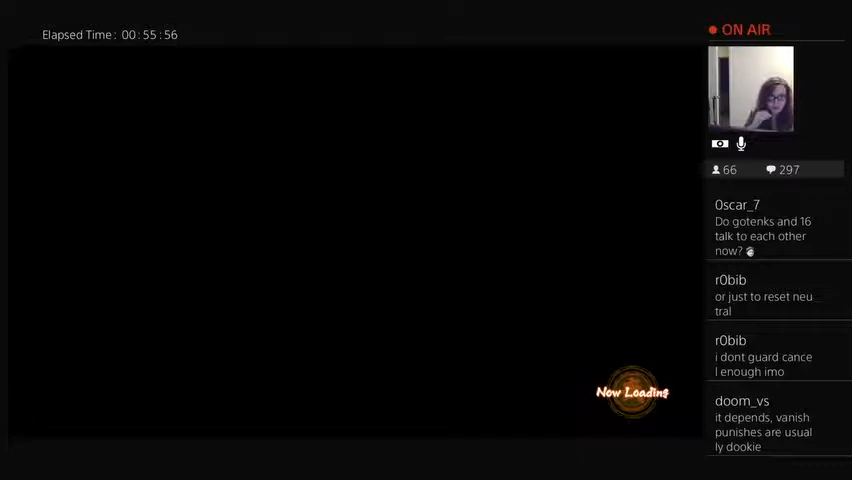 Elapsed Time: 00:55:56
ON AIR
66 297
0scar_7
Do gotenks and 16
talk to each other
now?
r0bib
or just to reset neu
tral
r0bib
i dont guard cance
l enough imo
Now Loading
doom_vs
it depends, vanish
punishes are usual
ly dookie